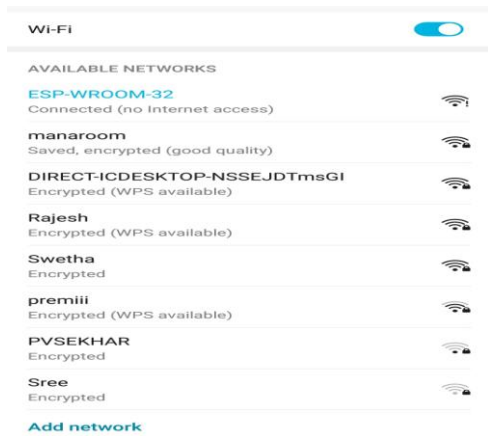 Wi-Fi
AVAILABLE NETWORKS
ESP-WROOM-32
Connected (no Internet access)
manaroom
Saved, encrypted (good quality)
DIRECT-ICDESKTOP-NSSEJDTmsGI
Encrypted (WPS available)
Rajesh
Encrypted (WPS available)
Swetha
Encrypted
premiii
Encrypted (WPS available)
PVSEKHAR
Encrypted
Sree
Encrypted
Add network